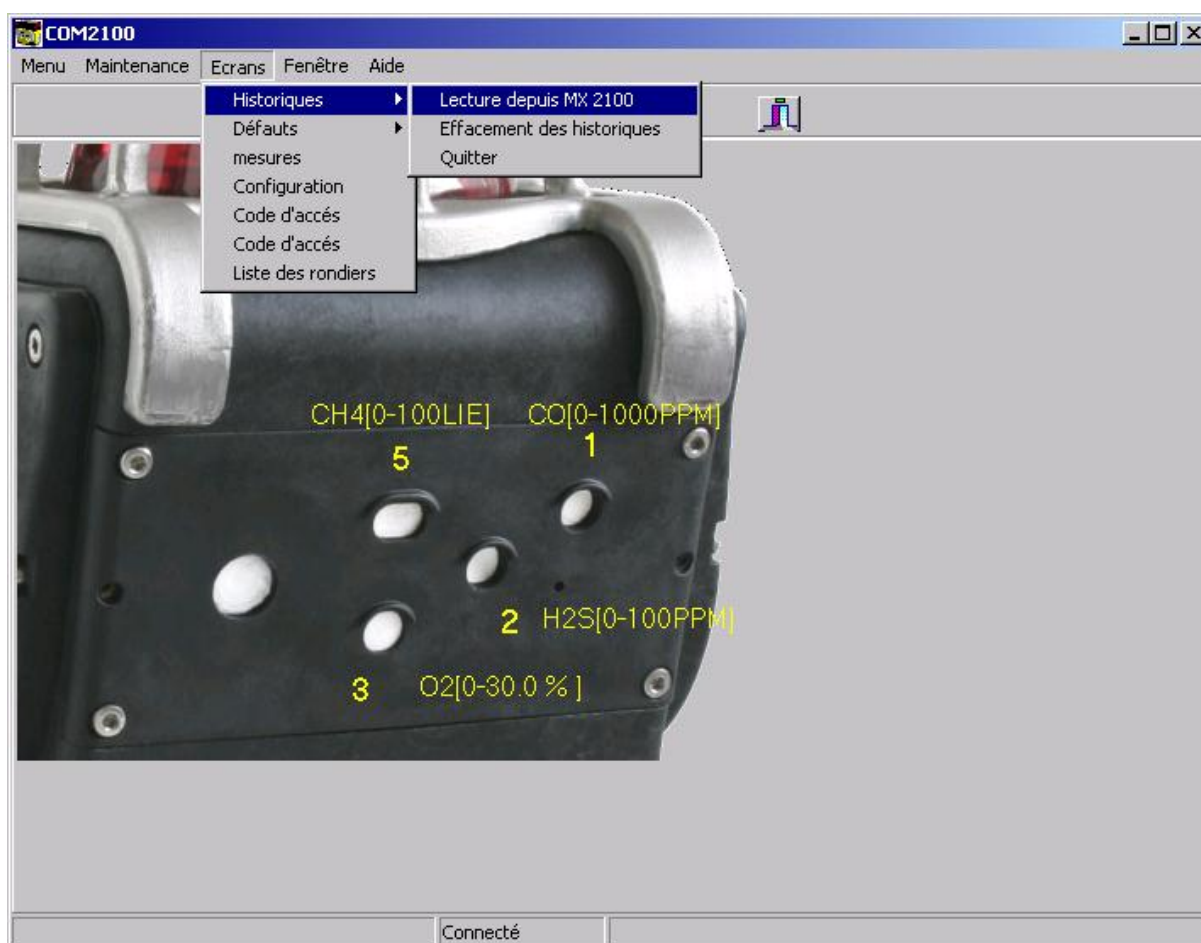 COM2100
Menu Maintenance Ecrans Fenêtre Aide
Historiques
Défauts
mesures
Configuration
Code d'accés
Code d'accés
Liste des rondiers
Lecture depuis MX 2100
Effacement des historiques
Quitter
CH4[0-100LIE] CO[0-1000PPM]
5 1
2 H2S[0-100PPM]
3 O2[0-30.0 % ]
Connecté